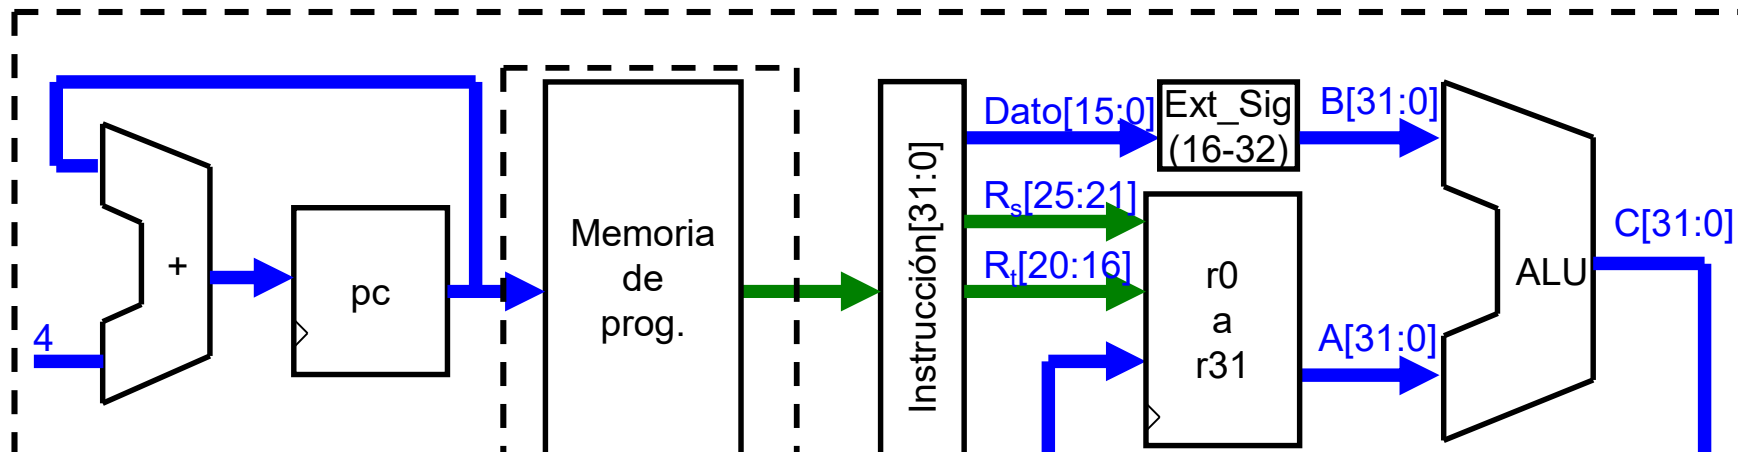 4
+
pc
Memoria
de
prog.
Instrucción[31:0]
Dato[15:0]
Rs[25:21]
Rt[20:16]
Ext_Sig
(16-32)
r0
a
r31
B[31:0]
A[31:0]
ALU
C[31:0]